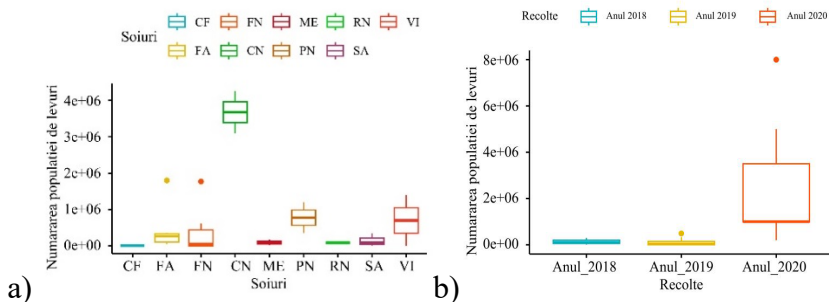 Soiuri
CF FN ME RN VI
FA CN PN SA
Numararea populatiei de levuri
4e+06
3e+06
2e+06
1e+06
0e+00
CF FA FN CN ME PN RN SA VI
Soiuri
a)
Recolte Anul 2018 Anul 2019 Anul 2020
Numararea populatiei de levuri
8e+06
6e+06
4e+06
2e+06
0e+00
Anul_2018 Anul_2019 Anul_2020
Recolte
b)